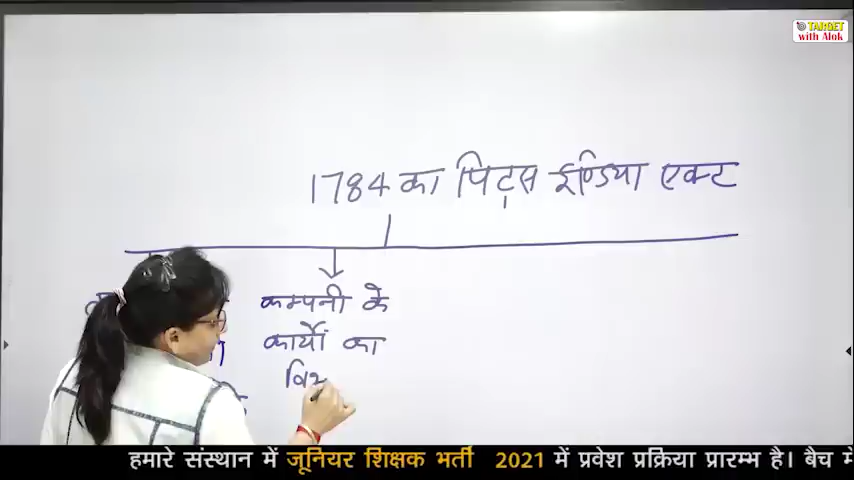 TARGET
with Alok
1784 का पिट्स इण्डिया एक्ट
कम्पनी के
कार्यों का
हमारे संस्थान में जूनियर शिक्षक भर्ती 2021 में प्रवेश प्रक्रिया प्रारम्भ है। बैच में